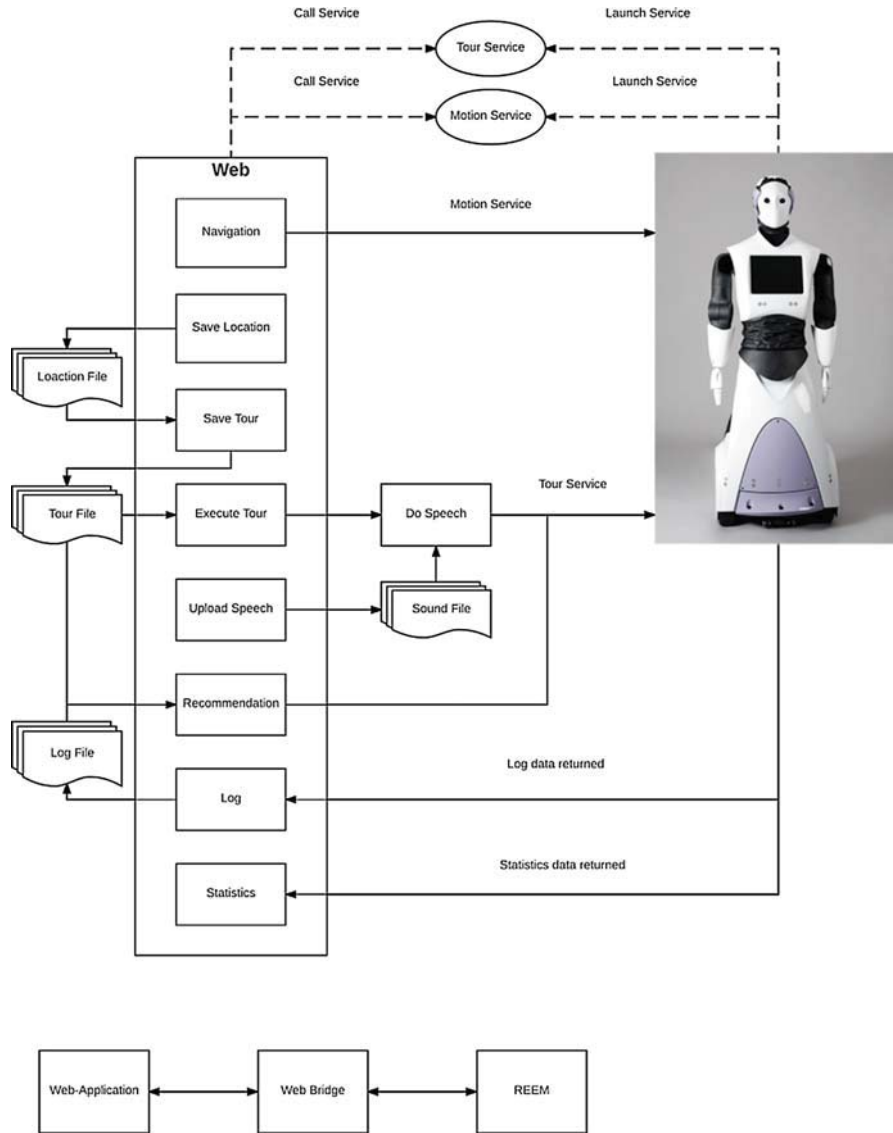 Call Service
Launch Service
Tour Service
Call Service
Launch Service
Motion Service
Web
Navigation
Motion Service
Save Location
Loaction File
Save Tour
Tour File
Execute Tour
Do Speech
Tour Service
Upload Speech
Sound File
Recommendation
Log File
Log
Log data returned
Statistics
Statistics data returned
Web-Application
Web Bridge
REEM